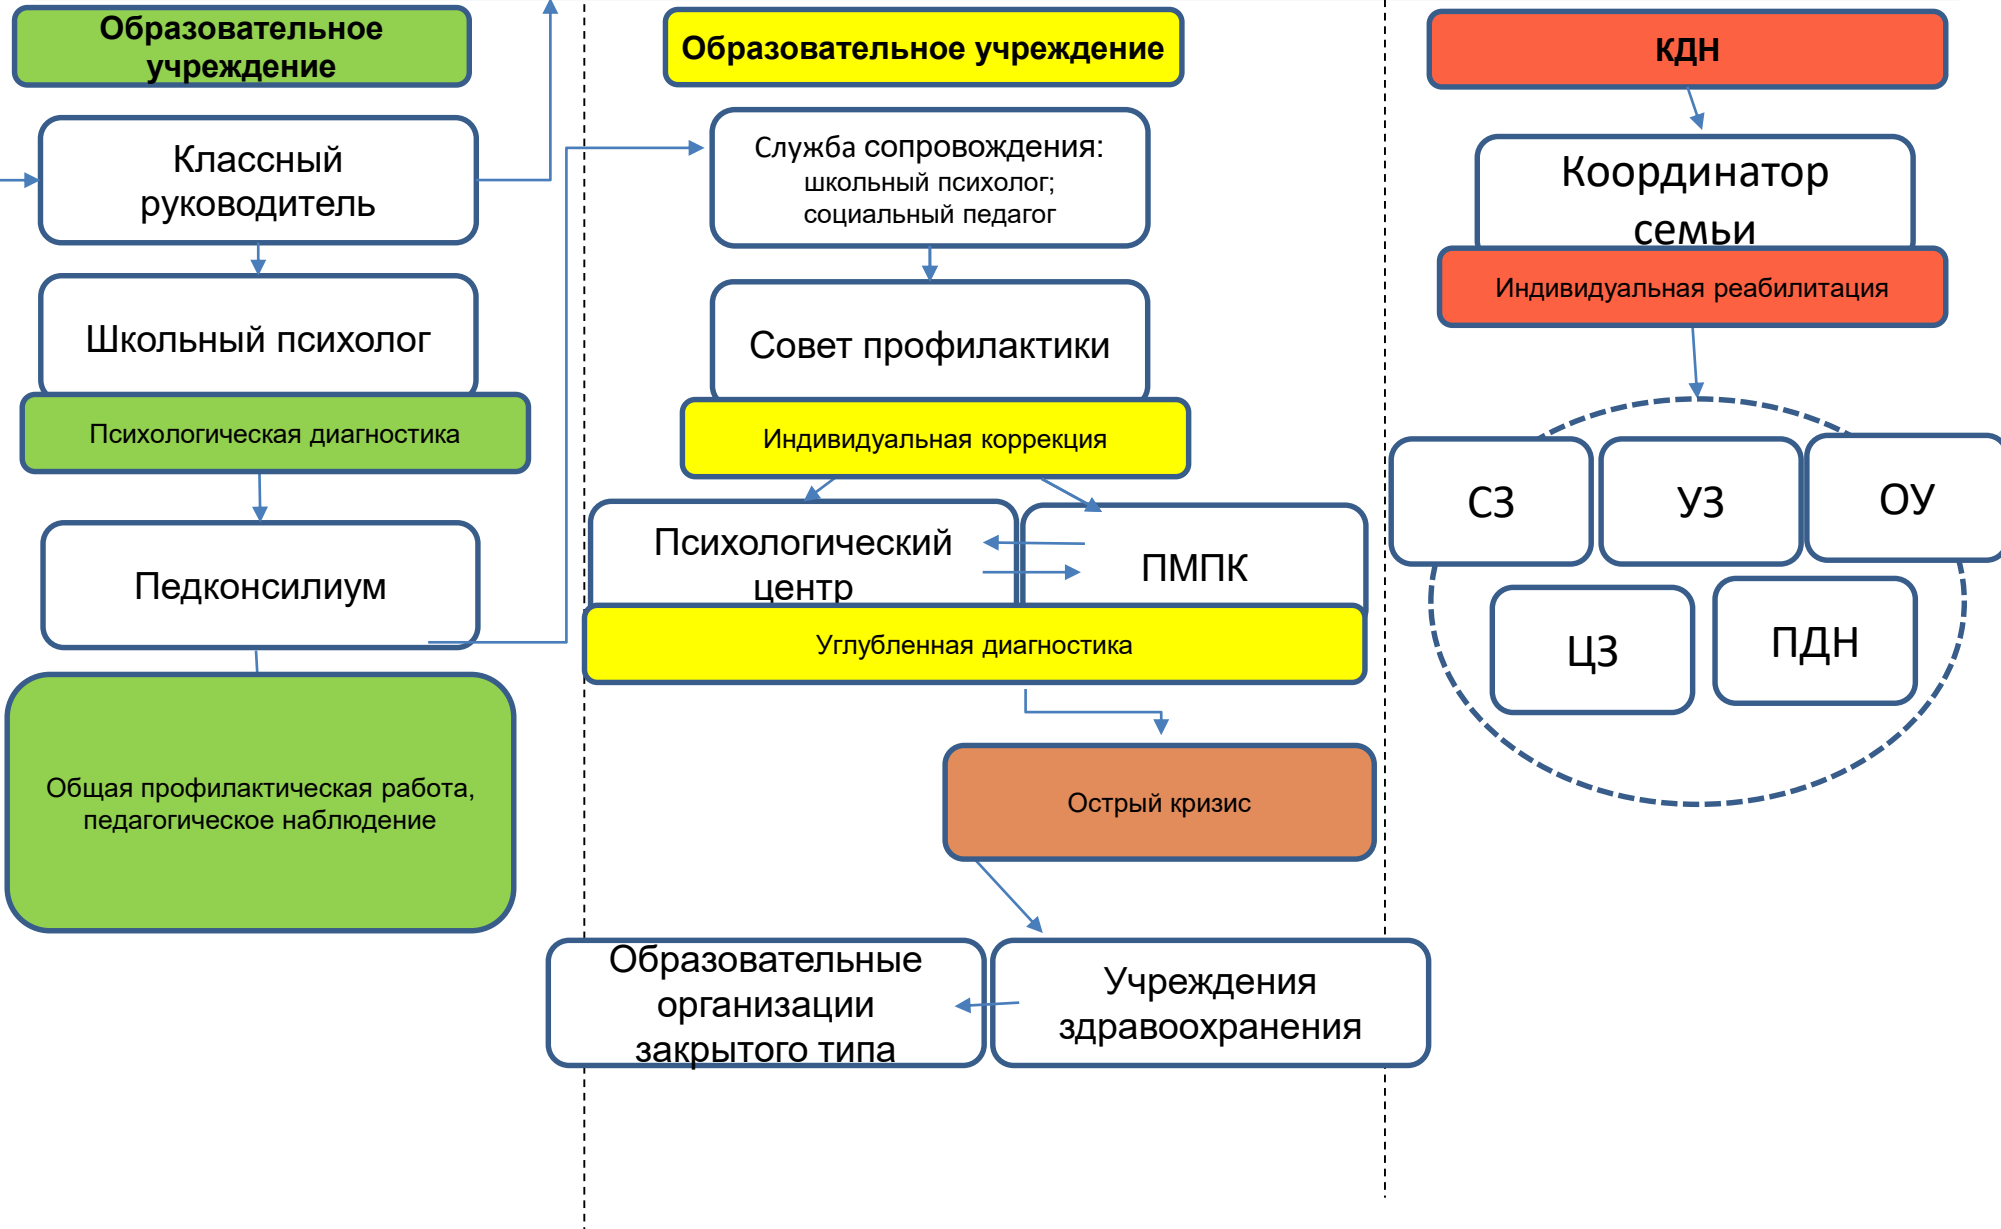 Образовательное
учреждение
Классный
руководитель
Школьный психолог
Психологическая диагностика
Педконсилиум
Общая профилактическая работа,
педагогическое наблюдение
Образовательное учреждение
Служба сопровождения:
школьный психолог;
социальный педагог
Совет профилактики
Индивидуальная коррекция
Психологический
центр
ПМПК
Углубленная диагностика
Острый кризис
Образовательные
организации
закрытого типа
Учреждения
здравоохранения
КДН
Координатор
семьи
Индивидуальная реабилитация
СЗ
УЗ
ОУ
ЦЗ
ПДН